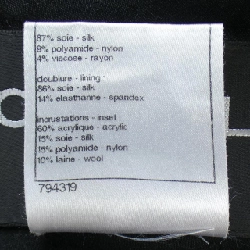 87% soie - silk
9% polyamide - nylon
4% viscose - rayon
doublure - lining
86% soie - silk
14% elasthanne - spandex
incrustations - inset
60% acrylique - acrylic
15% soie - silk
15% polyamide - nylon
10% laine - wool
794319